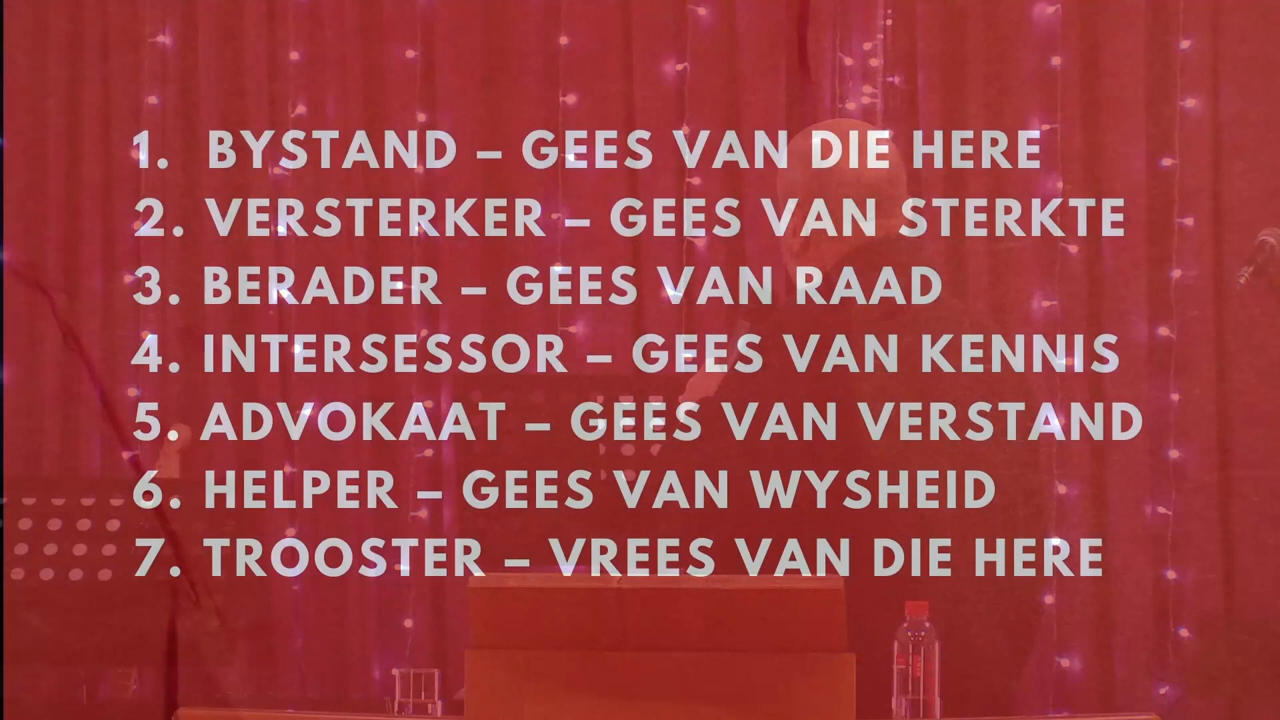 1. BYSTAND – GEES VAN DIE HERE
2. VERSTERKER – GEES VAN STERKTE
3. BERADER – GEES VAN RAAD
4. INTERSESSOR – GEES VAN KENNIS
5. ADVOKAAT – GEES VAN VERSTAND
6. HELPER – GEES VAN WYSHEID
7. TROOSTER – VREES VAN DIE HERE